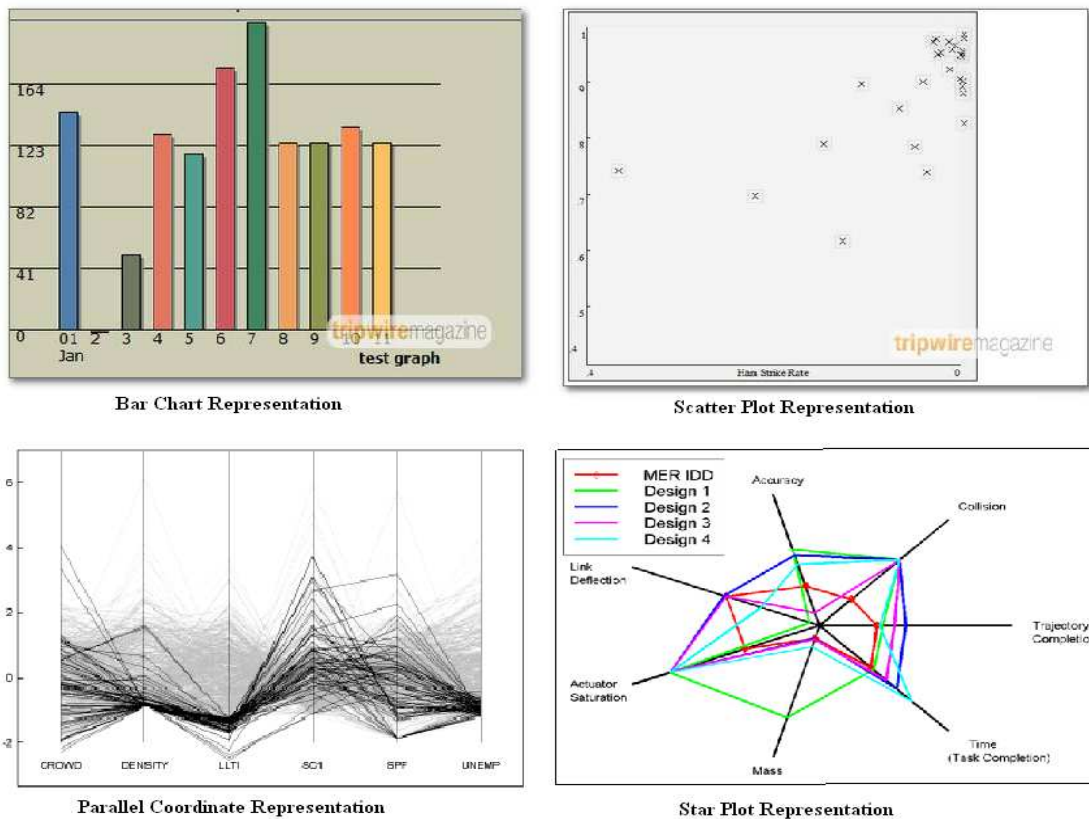 164
123
82
41
0
01 2 3 4 5 6 7 8 9 10 11
Jan
tripwiremagazine
test graph
Bar Chart Representation
1
.9
.8
.7
.6
.5
.4
.4 Ham Strike Rate 0
tripwiremagazine
Scatter Plot Representation
6
4
2
0
-2
CROWD DENSITY LLTI SC1 SPF UNEMP
Parallel Coordinate Representation
MER IDD
Design 1
Design 2
Design 3
Design 4
Accuracy
Collision
Link
Deflection
Trajectory
Completion
Actuator
Saturation
Time
(Task Completion)
Mass
Star Plot Representation